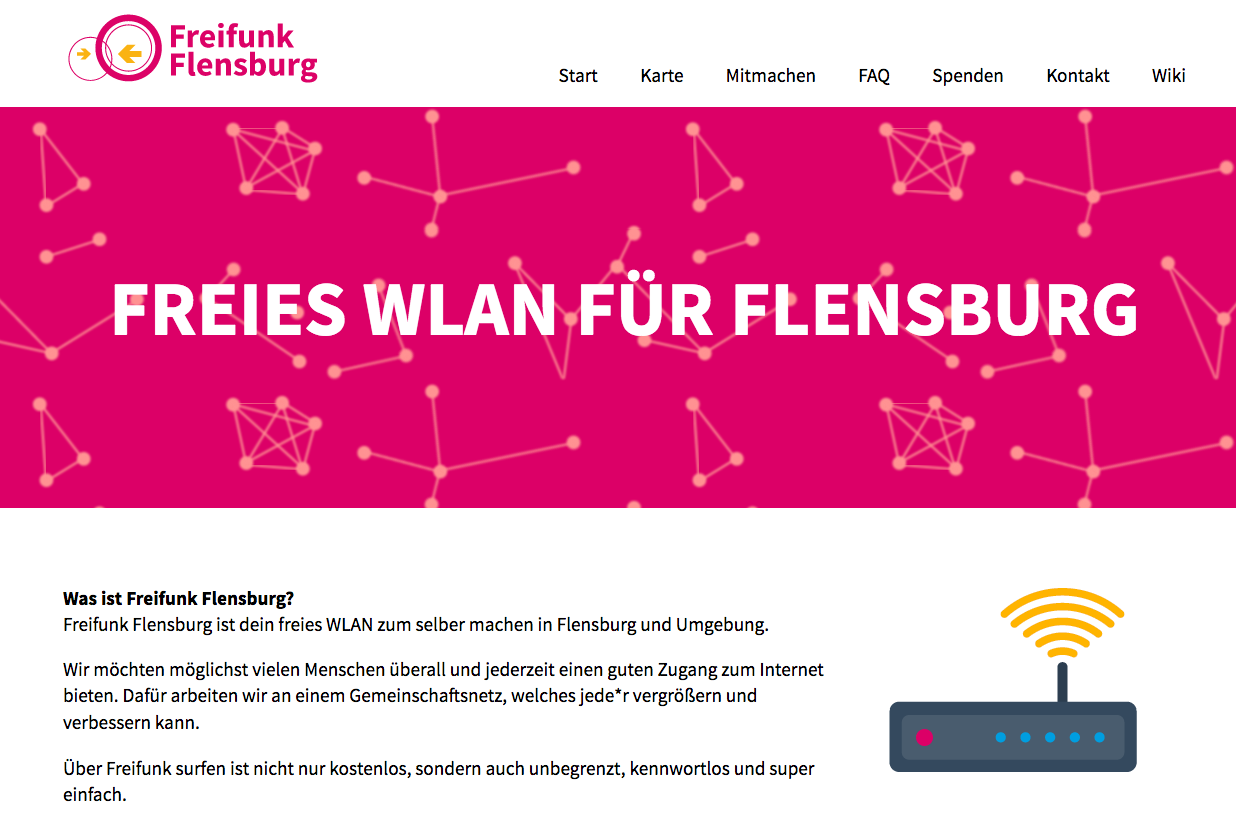 Freifunk
Flensburg
Start Karte Mitmachen FAQ Spenden Kontakt Wiki
FREIES WLAN FÜR FLENSBURG
Was ist Freifunk Flensburg?
Freifunk Flensburg ist dein freies WLAN zum selber machen in Flensburg und Umgebung.
Wir möchten möglichst vielen Menschen überall und jederzeit einen guten Zugang zum Internet
bieten. Dafür arbeiten wir an einem Gemeinschaftsnetz, welches jede*r vergrößern und
verbessern kann.
Über Freifunk surfen ist nicht nur kostenlos, sondern auch unbegrenzt, kennwortlos und super
einfach.